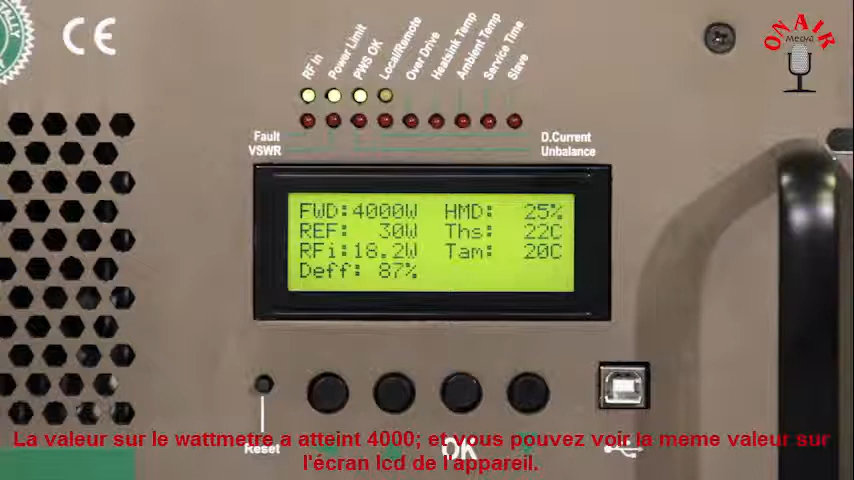 ON AIR
Media
CE
RF In
Power Limit
PWS OK
Local/Remote
Over Drive
Heatsink Temp
Ambient Temp
Service Time
Slave
Fault
VSWR
D.Current
Unbalance
FWD:4000W HMD: 25%
REF: 30W Ths: 22C
RFi:18.2W Tam: 20C
Deff: 87%
Reset
OK
La valeur sur le wattmetre a atteint 4000; et vous pouvez voir la meme valeur sur
l'écran lcd de l'appareil.